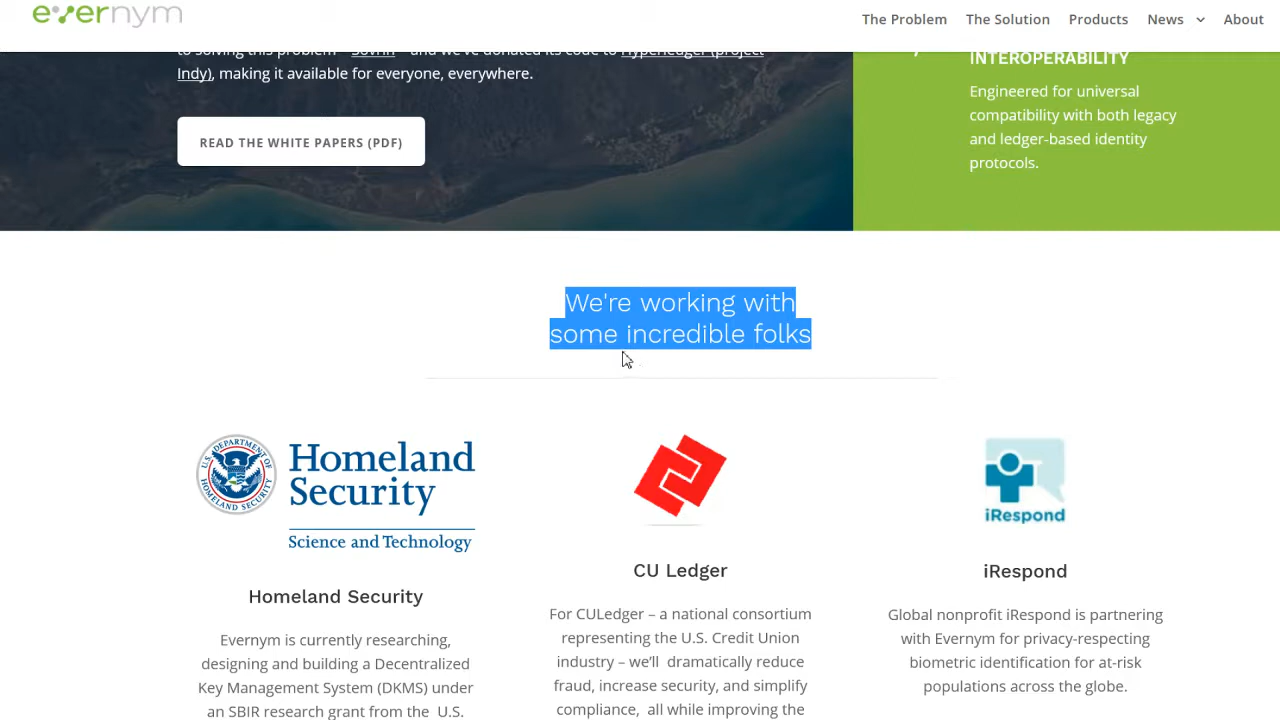 evernym
The Problem The Solution Products News About
to solving this problem – Sovrin – and we've donated its code to Hyperledger (project
Indy), making it available for everyone, everywhere.
READ THE WHITE PAPERS (PDF)
INTEROPERABILITY
Engineered for universal
compatibility with both legacy
and ledger-based identity
protocols.
We're working with
some incredible folks
U.S. DEPARTMENT OF
HOMELAND SECURITY
Homeland
Security
Science and Technology
Homeland Security
Evernym is currently researching,
designing and building a Decentralized
Key Management System (DKMS) under
an SBIR research grant from the U.S.
CU Ledger
For CULedger – a national consortium
representing the U.S. Credit Union
industry – we'll dramatically reduce
fraud, increase security, and simplify
compliance, all while improving the
iRespond
iRespond
Global nonprofit iRespond is partnering
with Evernym for privacy-respecting
biometric identification for at-risk
populations across the globe.